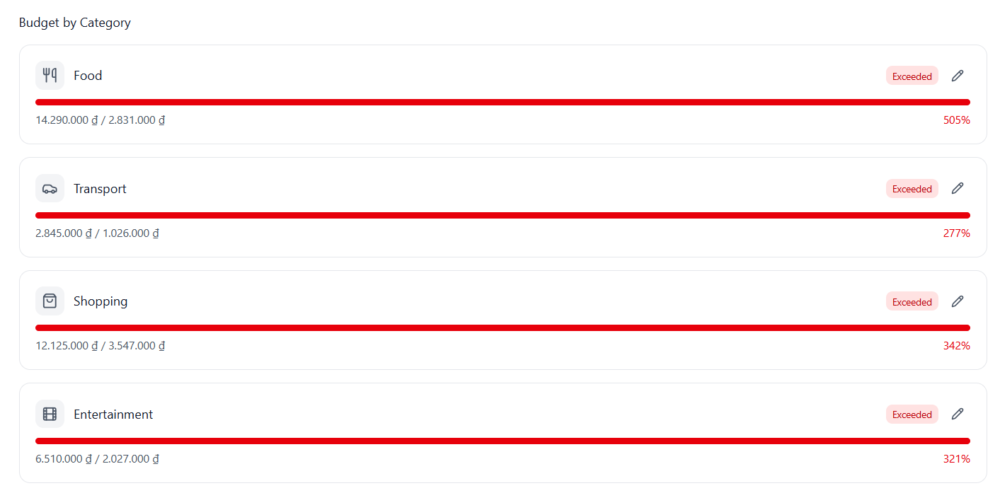 Budget by Category
Food Exceeded
14.290.000 ₫ / 2.831.000 ₫ 505%
Transport Exceeded
2.845.000 ₫ / 1.026.000 ₫ 277%
Shopping Exceeded
12.125.000 ₫ / 3.547.000 ₫ 342%
Entertainment Exceeded
6.510.000 ₫ / 2.027.000 ₫ 321%